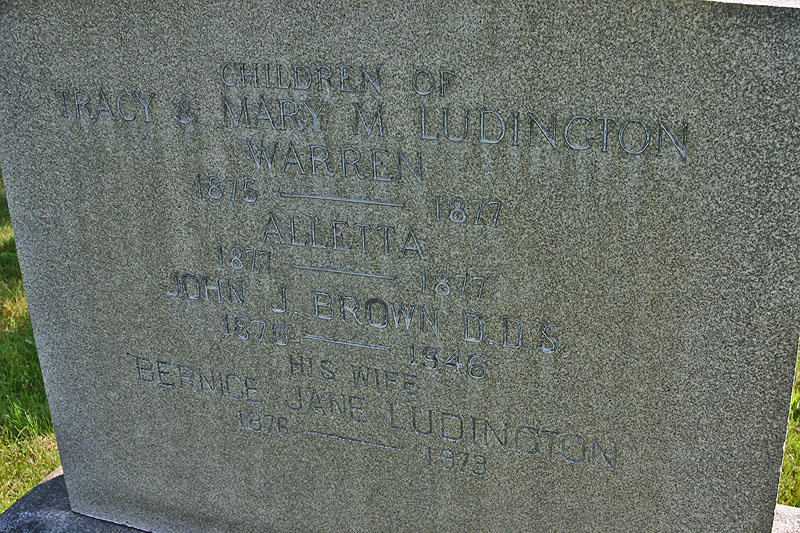 CHILDREN OF
TRACY & MARY M. LUDINGTON
WARREN
1875 — 1877
ALLETTA
1877 — 1877
JOHN J. BROWN D.D.S.
1876 — 1946
HIS WIFE
BERNICE JANE LUDINGTON
1876 — 1973